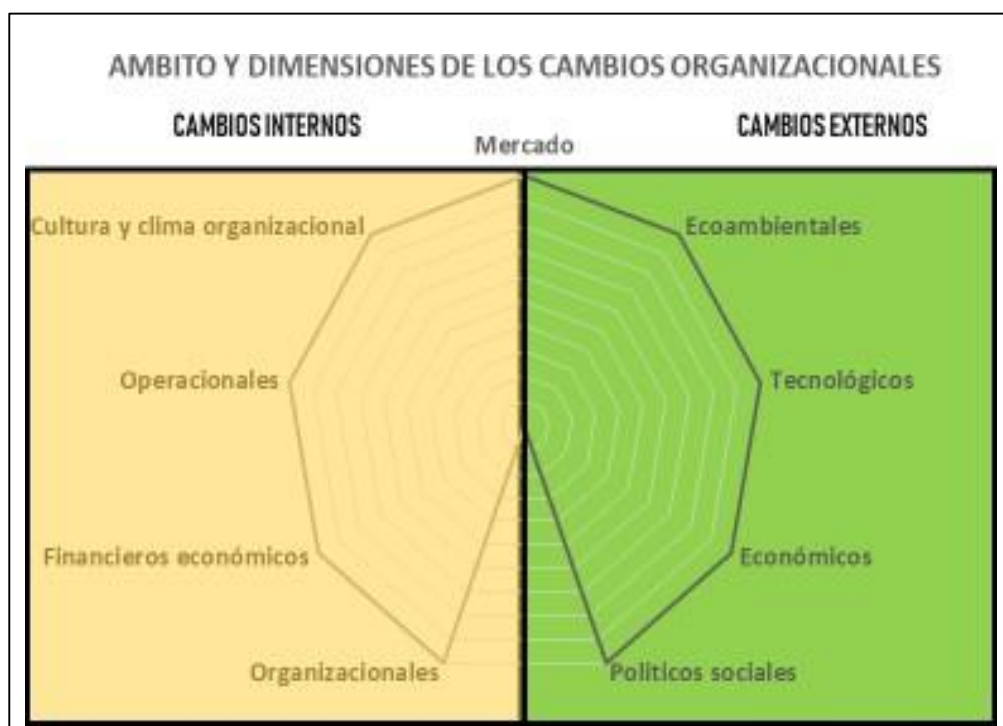 AMBITO Y DIMENSIONES DE LOS CAMBIOS ORGANIZACIONALES
CAMBIOS INTERNOS
CAMBIOS EXTERNOS
Mercado
Cultura y clima organizacional
Ecoambientales
Operacionales
Tecnológicos
Financieros económicos
Económicos
Organizacionales
Politicos sociales